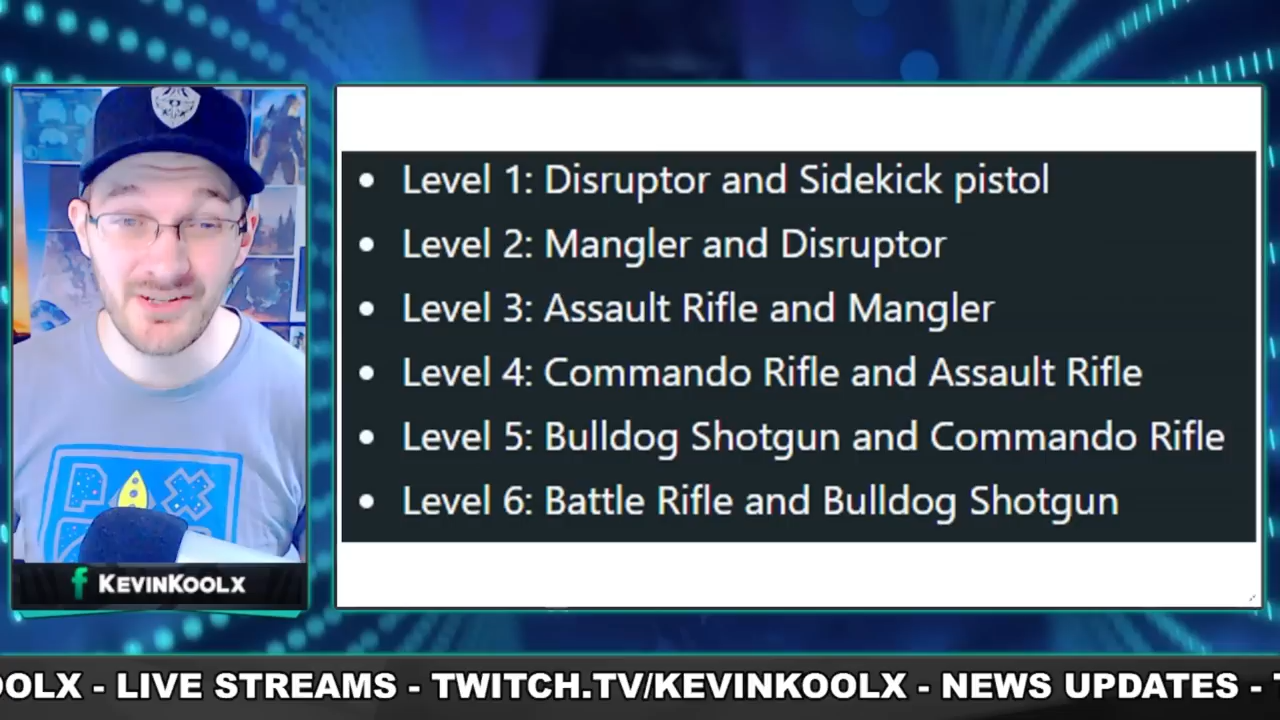 • Level 1: Disruptor and Sidekick pistol
• Level 2: Mangler and Disruptor
• Level 3: Assault Rifle and Mangler
• Level 4: Commando Rifle and Assault Rifle
• Level 5: Bulldog Shotgun and Commando Rifle
• Level 6: Battle Rifle and Bulldog Shotgun
PAX
f KEVINKOOLX
OOLX - LIVE STREAMS - TWITCH.TV/KEVINKOOLX - NEWS UPDATES - T